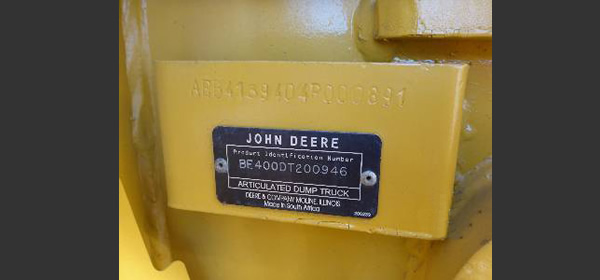 JOHN DEERE
Product Identification Number
BE400DT200946
ARTICULATED DUMP TRUCK
DEERE & COMPANY MOLINE, ILLINOIS
Made in South Africa